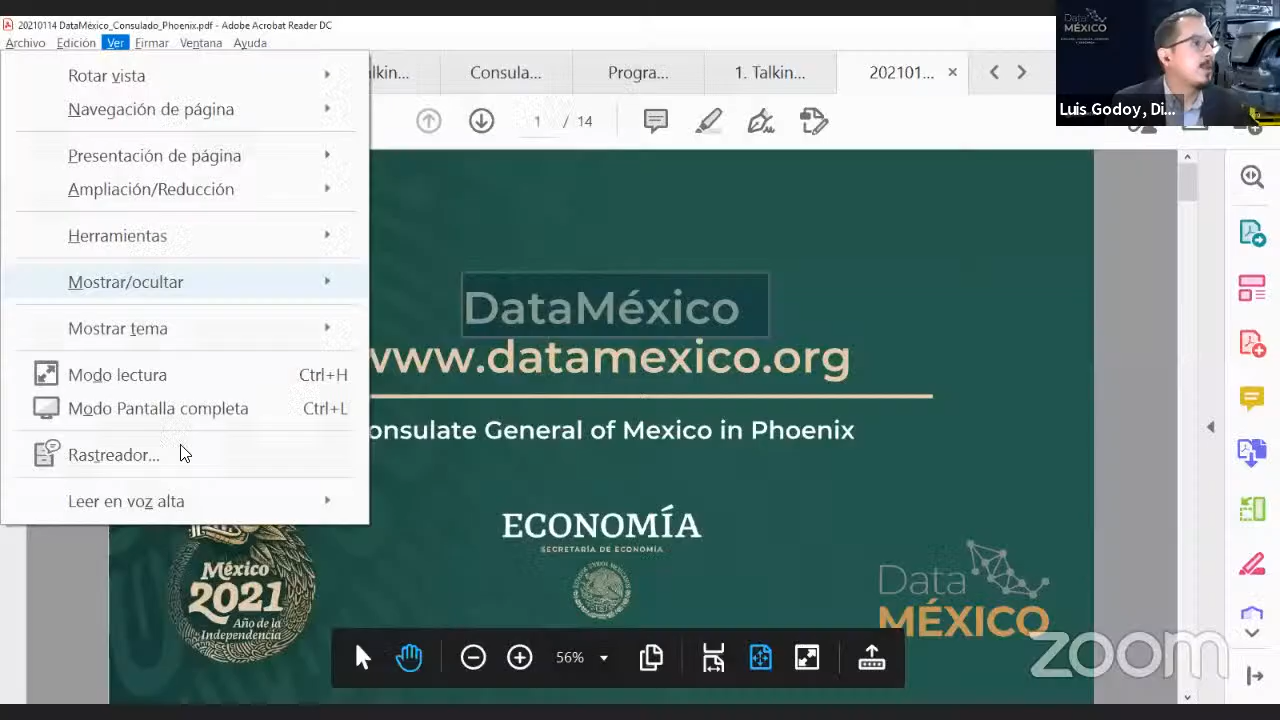 20210114 DataMéxico_Consulado_Phoenix.pdf - Adobe Acrobat Reader DC
Archivo Edición Ver Firmar Ventana Ayuda
lkin... Consula... Progra... 1. Talkin... 202101...
1 / 14
Rotar vista
Navegación de página
Presentación de página
Ampliación/Reducción
Herramientas
Mostrar/ocultar
Mostrar tema
Modo lectura Ctrl+H
Modo Pantalla completa Ctrl+L
Rastreador...
Leer en voz alta
DataMéxico
www.datamexico.org
onsulate General of Mexico in Phoenix
ECONOMÍA
SECRETARÍA DE ECONOMÍA
México
2021
Año de la
Independencia
Data
MÉXICO
56%
zoom
Data
MÉXICO
Luis Godoy, Di...